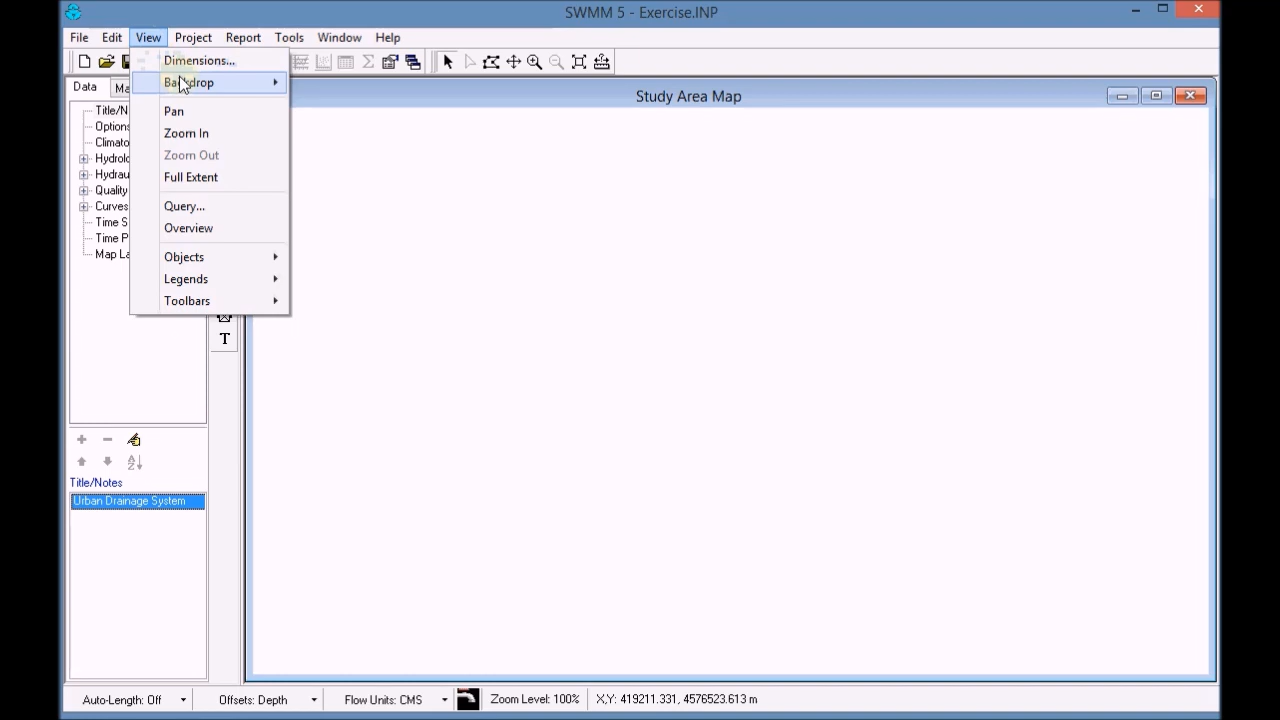 SWMM 5 - Exercise.INP
File Edit View Project Report Tools Window Help
Dimensions...
Backdrop
Pan
Zoom In
Zoom Out
Full Extent
Query...
Overview
Objects
Legends
Toolbars
Data
Title/N
Options
Climato
Hydrolo
Hydrau
Quality
Curves
Time S
Time P
Map La
Study Area Map
T
Title/Notes
Urban Drainage System
Auto-Length: Off Offsets: Depth Flow Units: CMS Zoom Level: 100% X,Y: 419211.331, 4576523.613 m